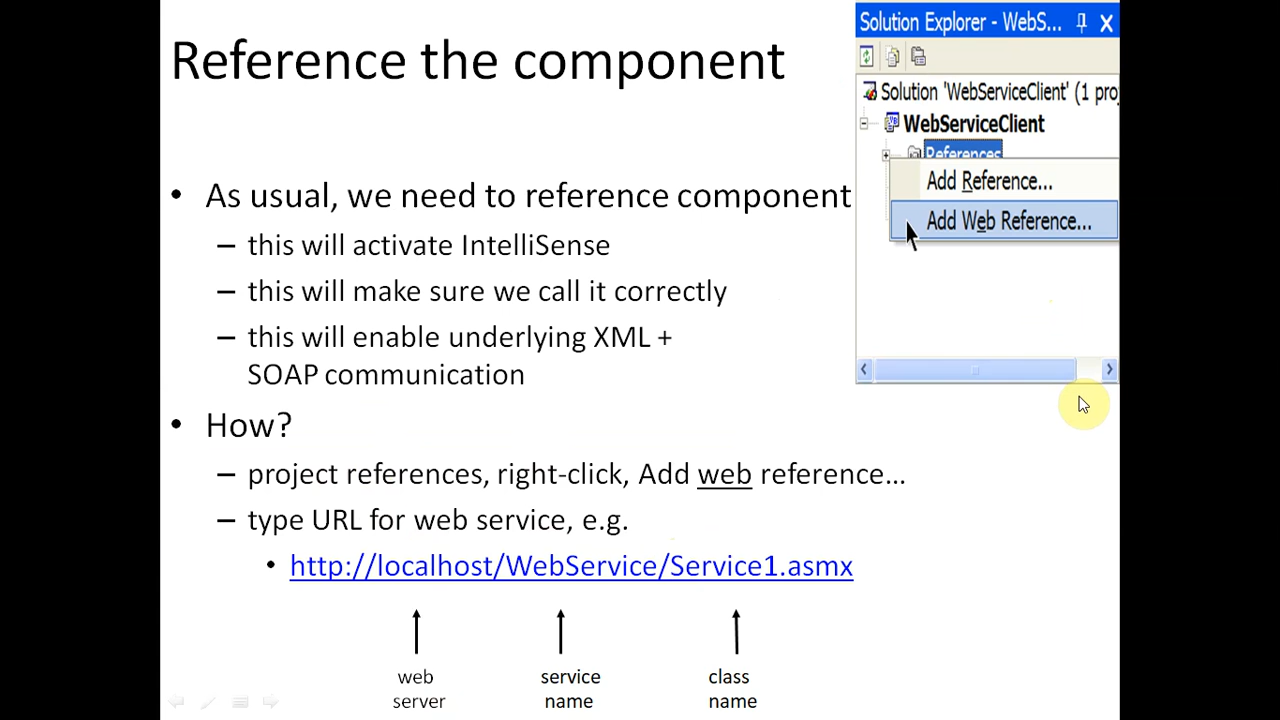 Reference the component
Solution Explorer - WebS...
Solution 'WebServiceClient' (1 pro
WebServiceClient
References
Add Reference...
Add Web Reference...
• As usual, we need to reference component
– this will activate IntelliSense
– this will make sure we call it correctly
– this will enable underlying XML +
SOAP communication
• How?
– project references, right-click, Add web reference…
– type URL for web service, e.g.
• http://localhost/WebService/Service1.asmx
web service class
server name name